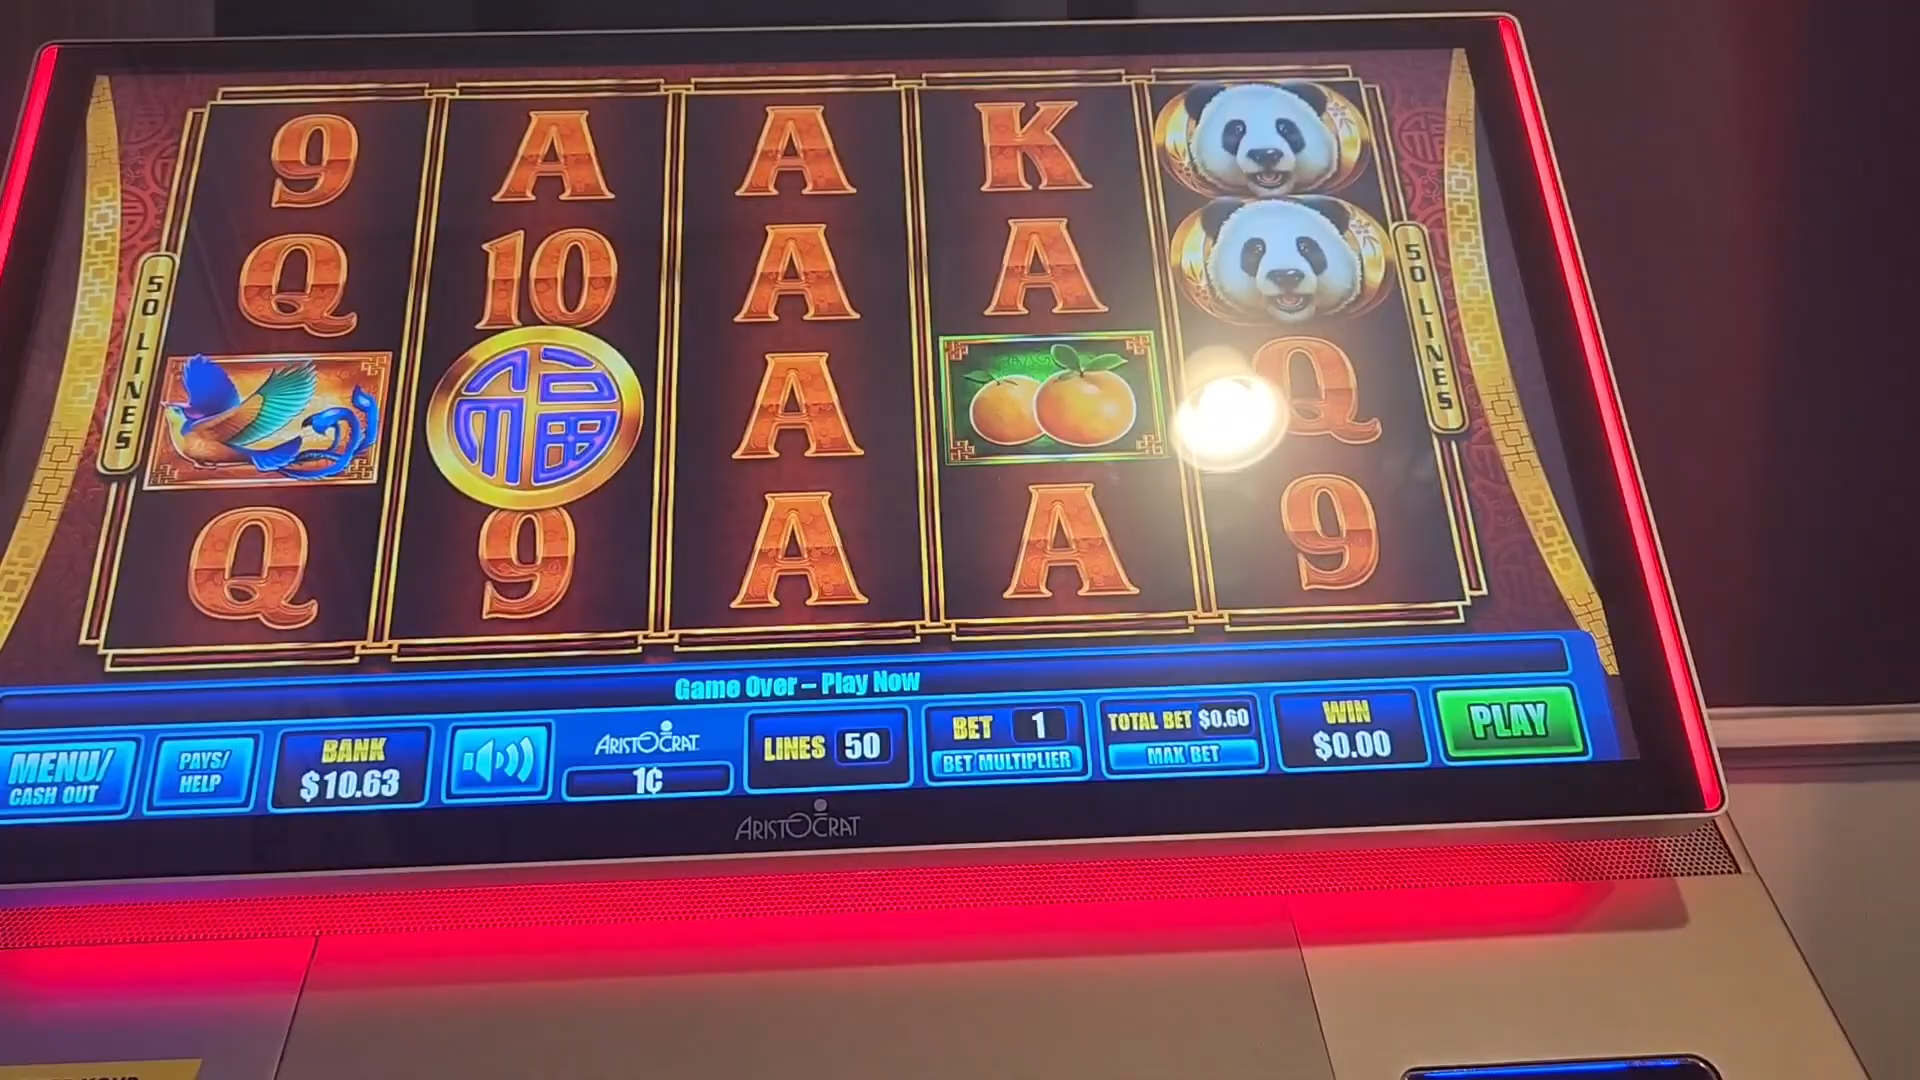 9 A A K
Q 10 A A
福 A Q
Q 9 A A 9
50 LINES
50 LINES
Game Over – Play Now
MENU/
CASH OUT
PAYS/
HELP
BANK
$10.63
ARISTOCRAT
1¢
LINES 50
BET 1
BET MULTIPLIER
TOTAL BET $0.60
MAX BET
WIN
$0.00
PLAY
ARISTOCRAT